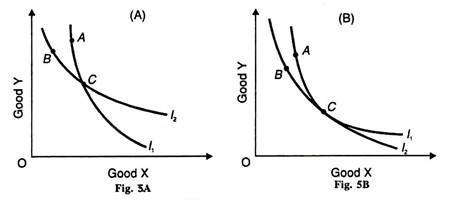 (A)
Good Y
A
B
C
I₂
I₁
O
Good X
Fig. 3A
(B)
Good Y
A
B
C
I₁
I₂
O
Good X
Fig. 5B